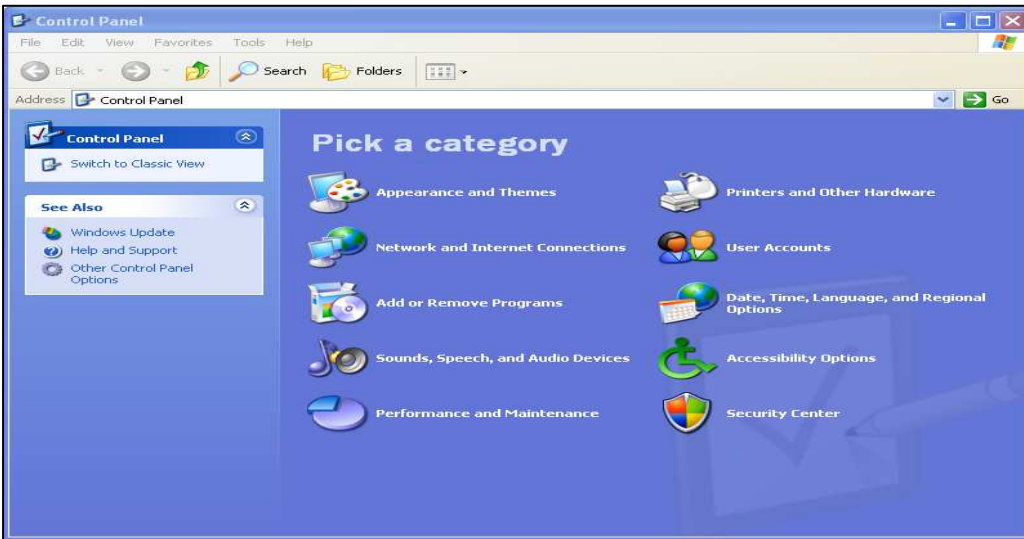 Control Panel
File Edit View Favorites Tools Help
Back Search Folders
Address Control Panel Go
Control Panel
Switch to Classic View
See Also
Windows Update
Help and Support
Other Control Panel
Options
Pick a category
Appearance and Themes
Printers and Other Hardware
Network and Internet Connections
User Accounts
Add or Remove Programs
Date, Time, Language, and Regional
Options
Sounds, Speech, and Audio Devices
Accessibility Options
Performance and Maintenance
Security Center